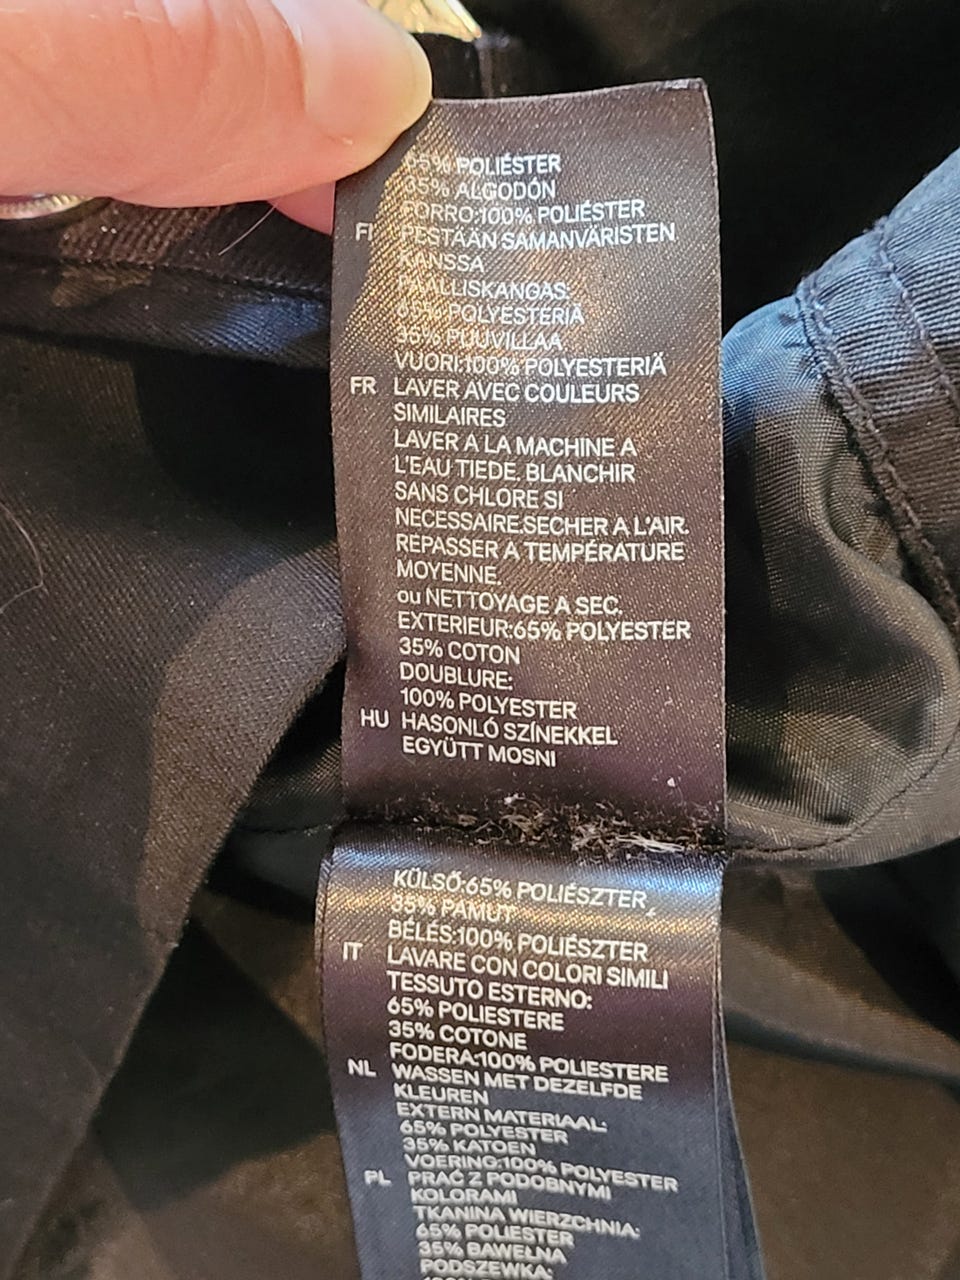 65% POLIÉSTER
35% ALGODÓN
FORRO:100% POLIÉSTER
FI PESTÄÄN SAMANVÄRISTEN
KANSSA
PÄÄLLISKANGAS:
65% POLYESTERIÄ
35% PUUVILLAA
VUORI:100% POLYESTERIÄ
FR LAVER AVEC COULEURS
SIMILAIRES
LAVER A LA MACHINE A
L'EAU TIEDE. BLANCHIR
SANS CHLORE SI
NECESSAIRE.SECHER A L'AIR.
REPASSER A TEMPÉRATURE
MOYENNE.
ou NETTOYAGE A SEC.
EXTERIEUR:65% POLYESTER
35% COTON
DOUBLURE:
100% POLYESTER
HU HASONLÓ SZÍNEKKEL
EGYÜTT MOSNI
KÜLSŐ:65% POLIÉSZTER
35% PAMUT
BÉLÉS:100% POLIÉSZTER
IT LAVARE CON COLORI SIMILI
TESSUTO ESTERNO:
65% POLIESTERE
35% COTONE
FODERA:100% POLIESTERE
NL WASSEN MET DEZELFDE
KLEUREN
EXTERN MATERIAAL:
65% POLYESTER
35% KATOEN
VOERING:100% POLYESTER
PL PRAĆ Z PODOBNYMI
KOLORAMI
TKANINA WIERZCHNIA:
65% POLIESTER
35% BAWEŁNA
PODSZEWKA: